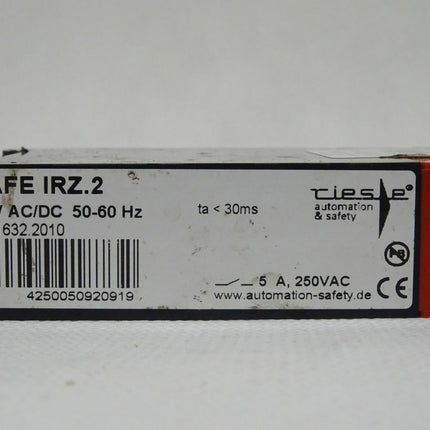 AFE IRZ.2
AC/DC 50-60 Hz
632.2010
ta < 30ms
riese
automation
& safety
4250050920919
5 A, 250VAC
www.automation-safety.de
CE